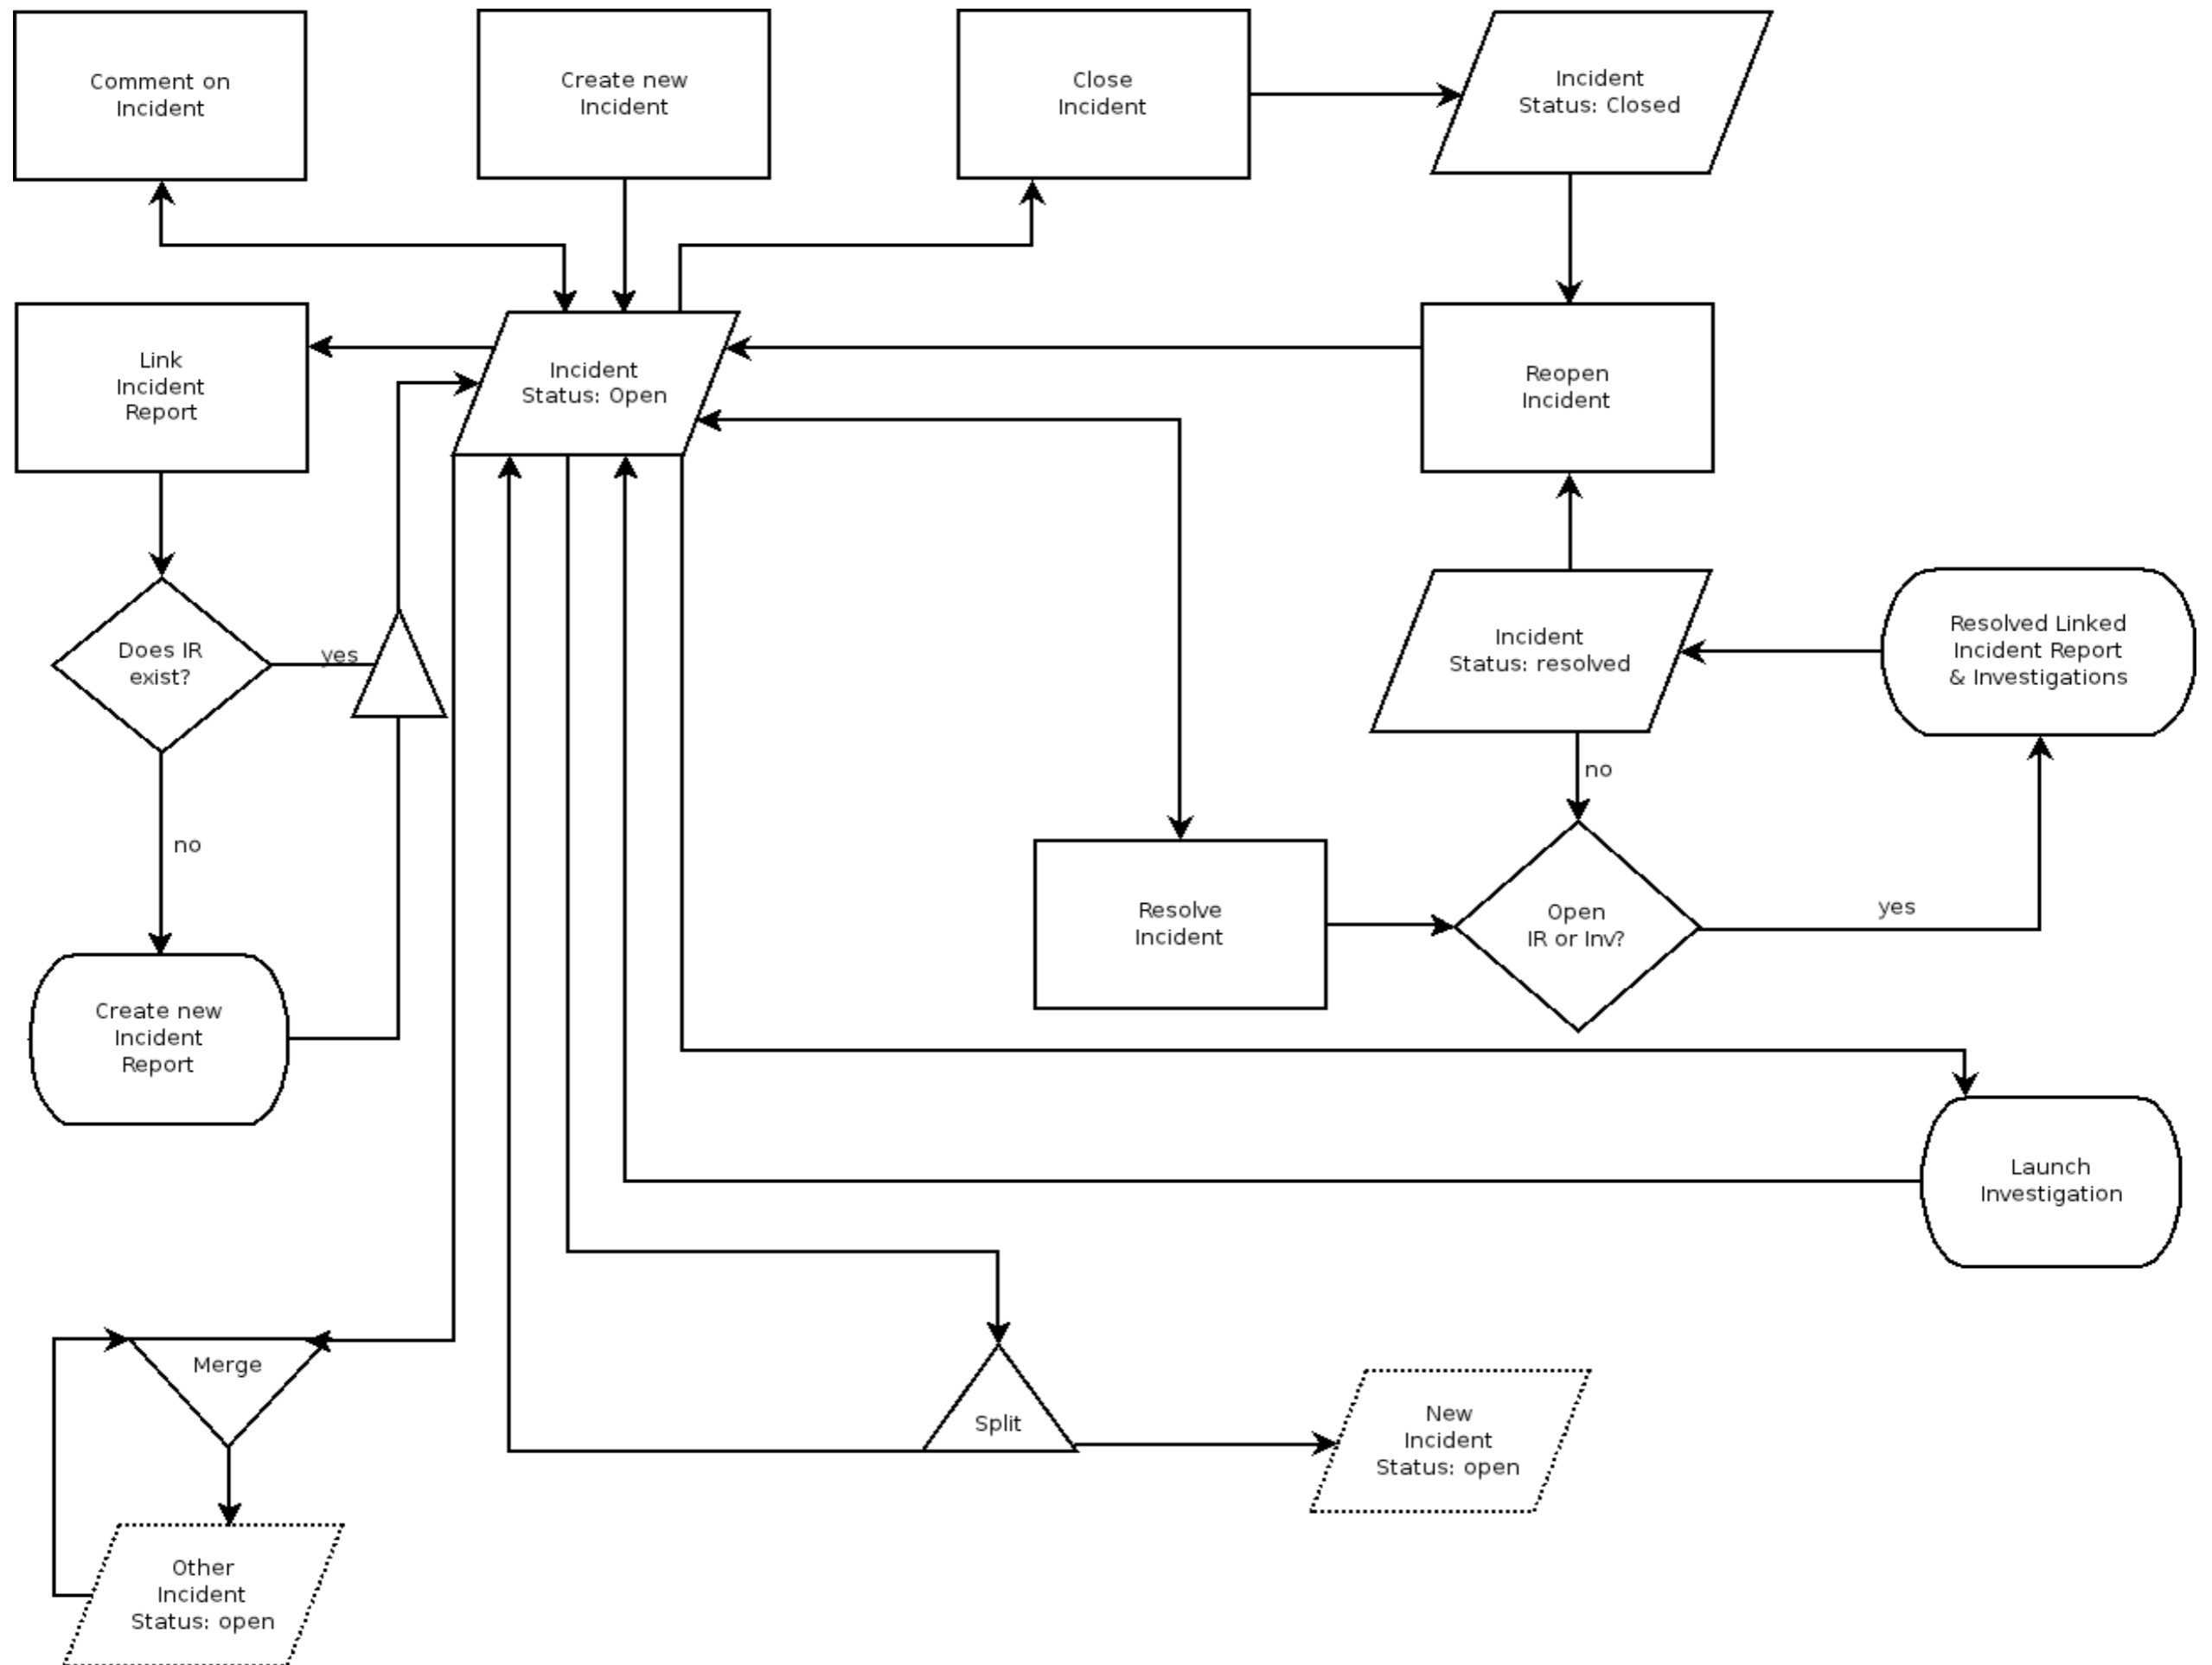 Comment on
Incident
Create new
Incident
Close
Incident
Incident
Status: Closed
Link
Incident
Report
Incident
Status: Open
Reopen
Incident
Does IR
exist?
yes
Incident
Status: resolved
Resolved Linked
Incident Report
& Investigations
no
no
Resolve
Incident
Open
IR or Inv?
yes
Create new
Incident
Report
Launch
Investigation
Merge
Split
New
Incident
Status: open
Other
Incident
Status: open